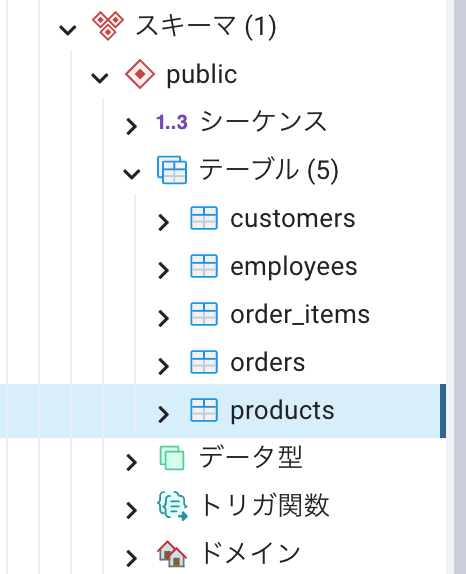 スキーマ (1)
public
1..3 シーケンス
テーブル (5)
customers
employees
order_items
orders
products
データ型
トリガ関数
ドメイン